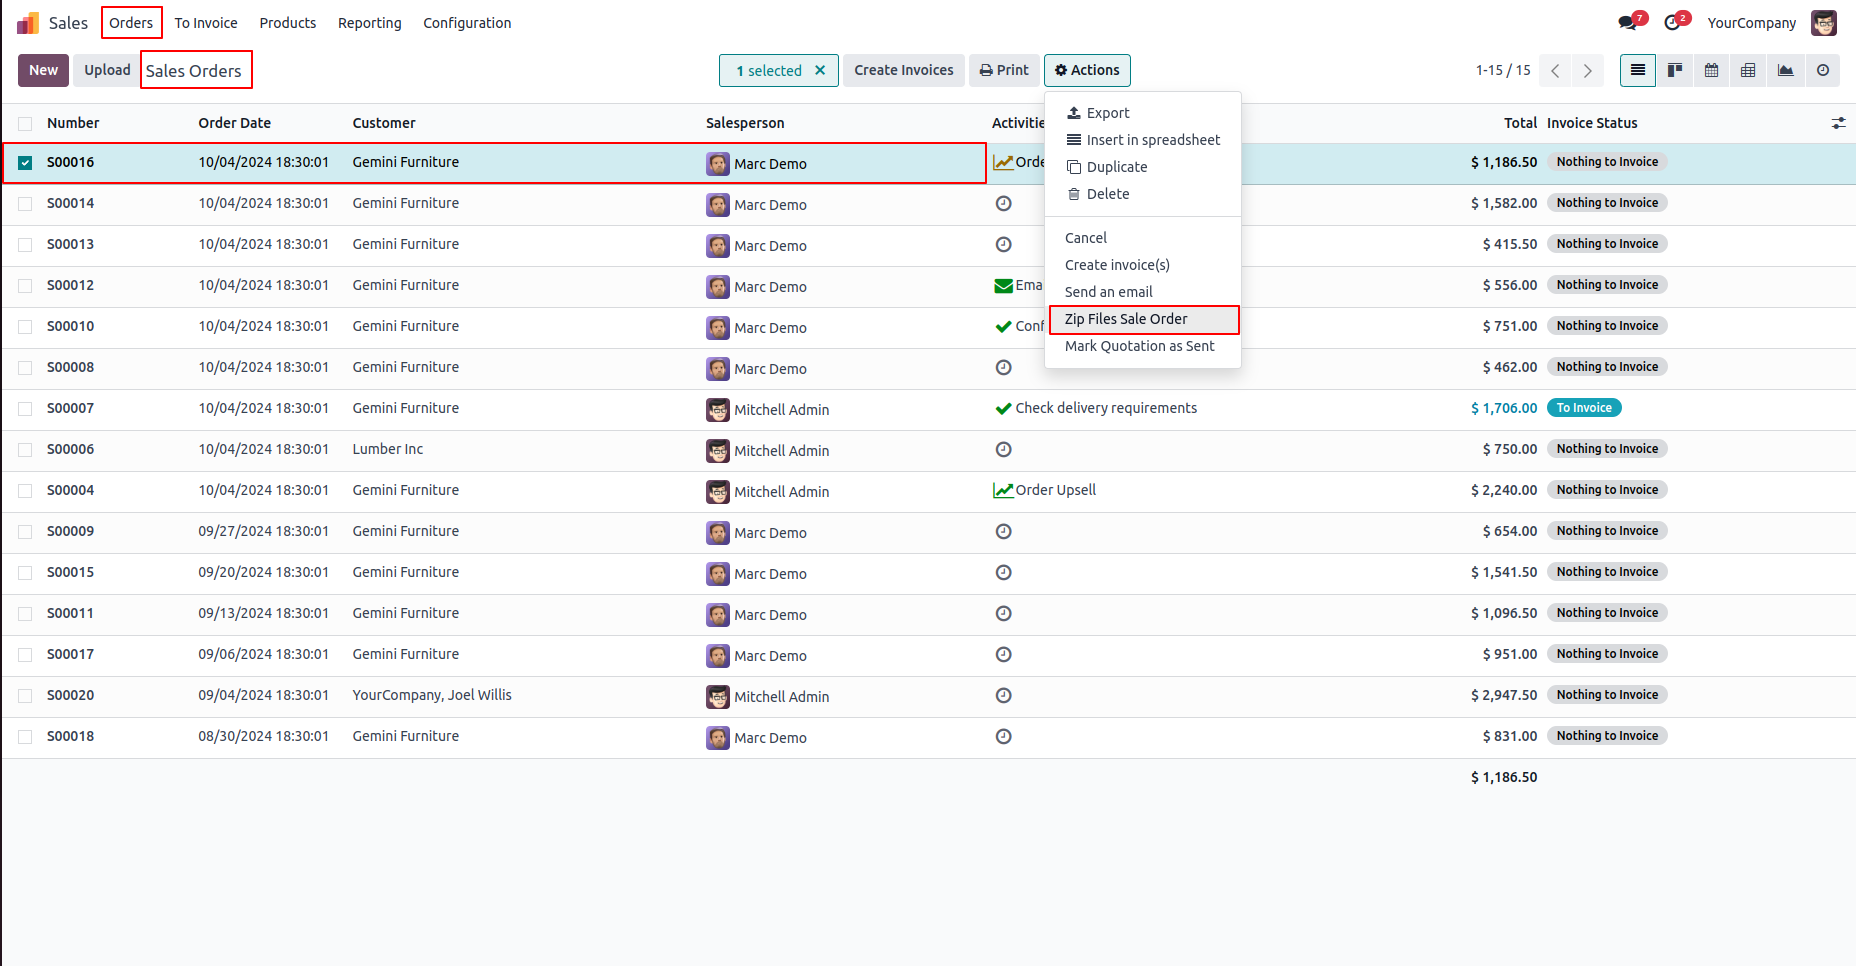 Sales Orders To Invoice Products Reporting Configuration 7 2 YourCompany
New Upload Sales Orders 1 selected × Create Invoices Print Actions 1-15 / 15
Number Order Date Customer Salesperson Activitie Total Invoice Status
S00016 10/04/2024 18:30:01 Gemini Furniture Marc Demo Orde $ 1,186.50 Nothing to Invoice
S00014 10/04/2024 18:30:01 Gemini Furniture Marc Demo $ 1,582.00 Nothing to Invoice
S00013 10/04/2024 18:30:01 Gemini Furniture Marc Demo $ 415.50 Nothing to Invoice
S00012 10/04/2024 18:30:01 Gemini Furniture Marc Demo Ema $ 556.00 Nothing to Invoice
S00010 10/04/2024 18:30:01 Gemini Furniture Marc Demo Conf $ 751.00 Nothing to Invoice
S00008 10/04/2024 18:30:01 Gemini Furniture Marc Demo $ 462.00 Nothing to Invoice
S00007 10/04/2024 18:30:01 Gemini Furniture Mitchell Admin Check delivery requirements $ 1,706.00 To Invoice
S00006 10/04/2024 18:30:01 Lumber Inc Mitchell Admin $ 750.00 Nothing to Invoice
S00004 10/04/2024 18:30:01 Gemini Furniture Mitchell Admin Order Upsell $ 2,240.00 Nothing to Invoice
S00009 09/27/2024 18:30:01 Gemini Furniture Marc Demo $ 654.00 Nothing to Invoice
S00015 09/20/2024 18:30:01 Gemini Furniture Marc Demo $ 1,541.50 Nothing to Invoice
S00011 09/13/2024 18:30:01 Gemini Furniture Marc Demo $ 1,096.50 Nothing to Invoice
S00017 09/06/2024 18:30:01 Gemini Furniture Marc Demo $ 951.00 Nothing to Invoice
S00020 09/04/2024 18:30:01 YourCompany, Joel Willis Mitchell Admin $ 2,947.50 Nothing to Invoice
S00018 08/30/2024 18:30:01 Gemini Furniture Marc Demo $ 831.00 Nothing to Invoice
$ 1,186.50
Export
Insert in spreadsheet
Duplicate
Delete
Cancel
Create invoice(s)
Send an email
Zip Files Sale Order
Mark Quotation as Sent